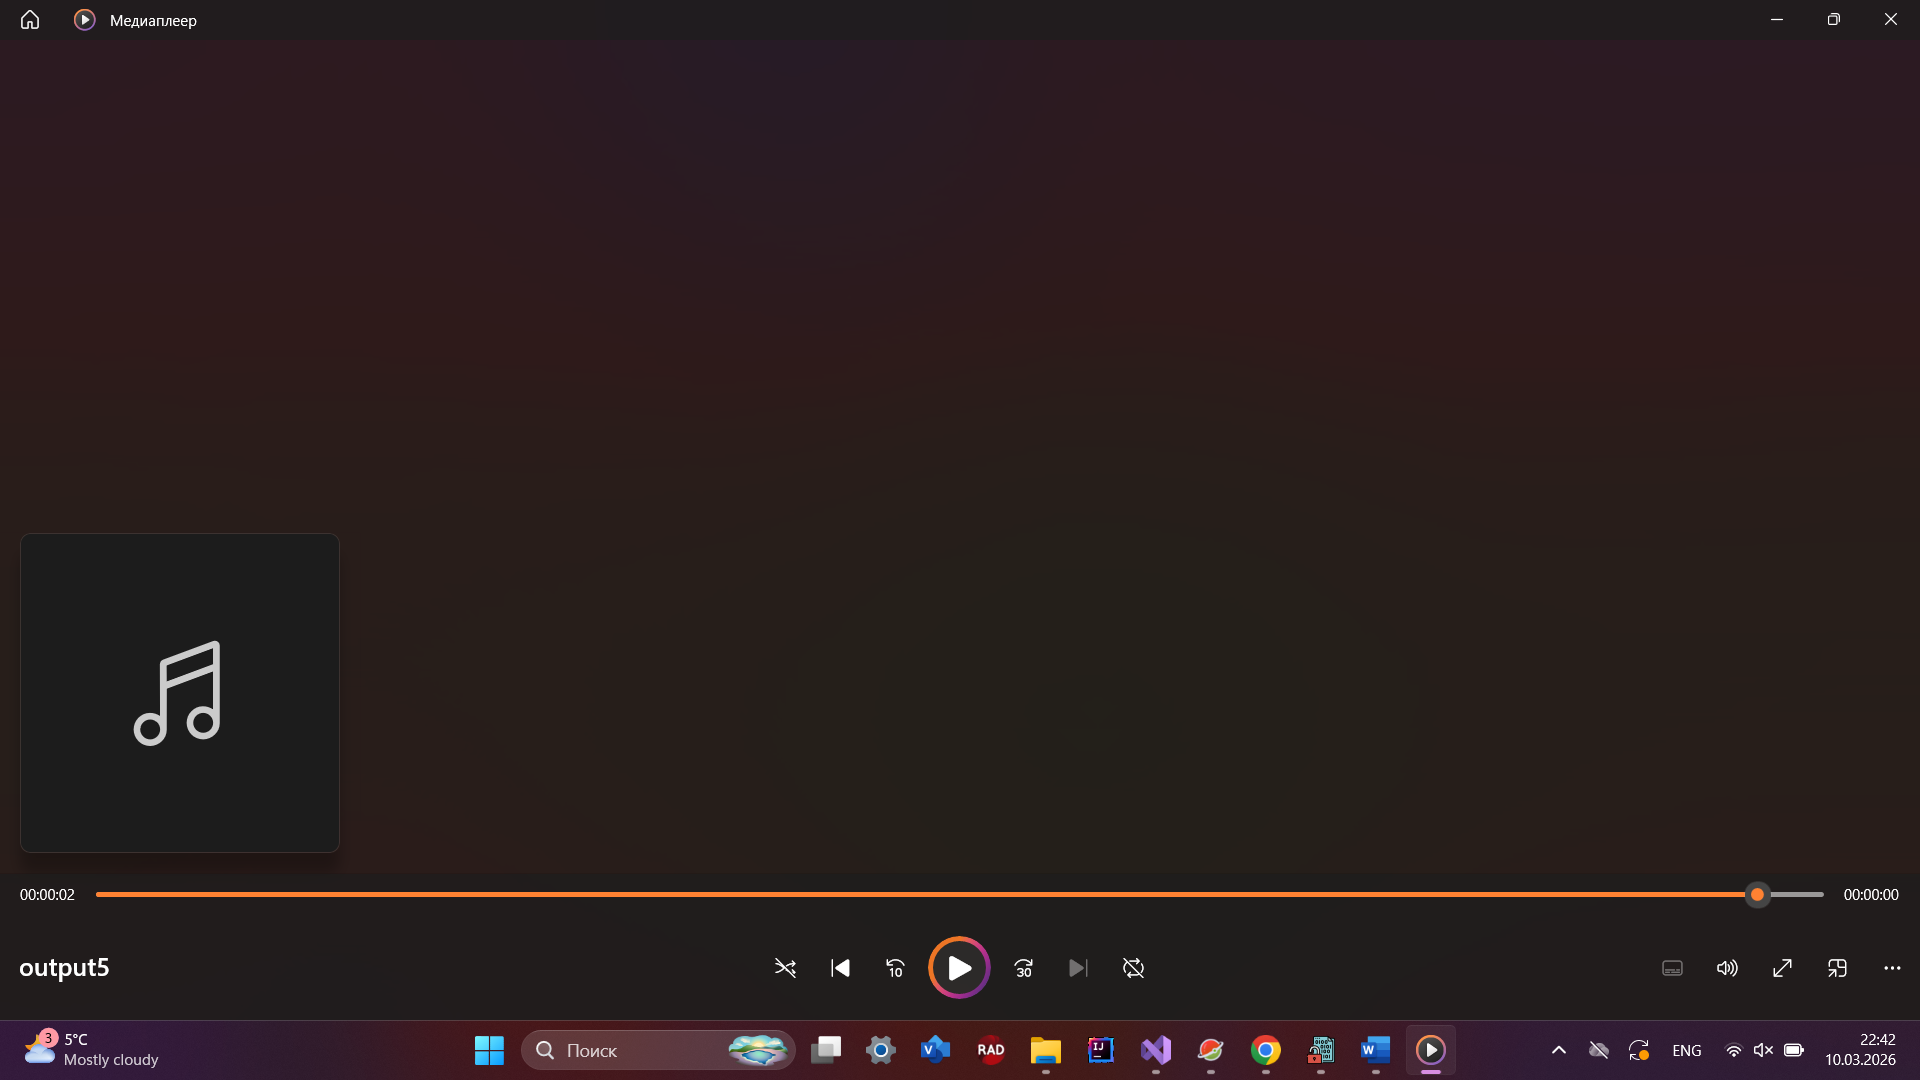 Медиаплеер
00:00:02
00:00:00
output5
10
30
3
5°C
Mostly cloudy
Поиск
V
RAD
IJ
W
ENG
22:42
10.03.2026